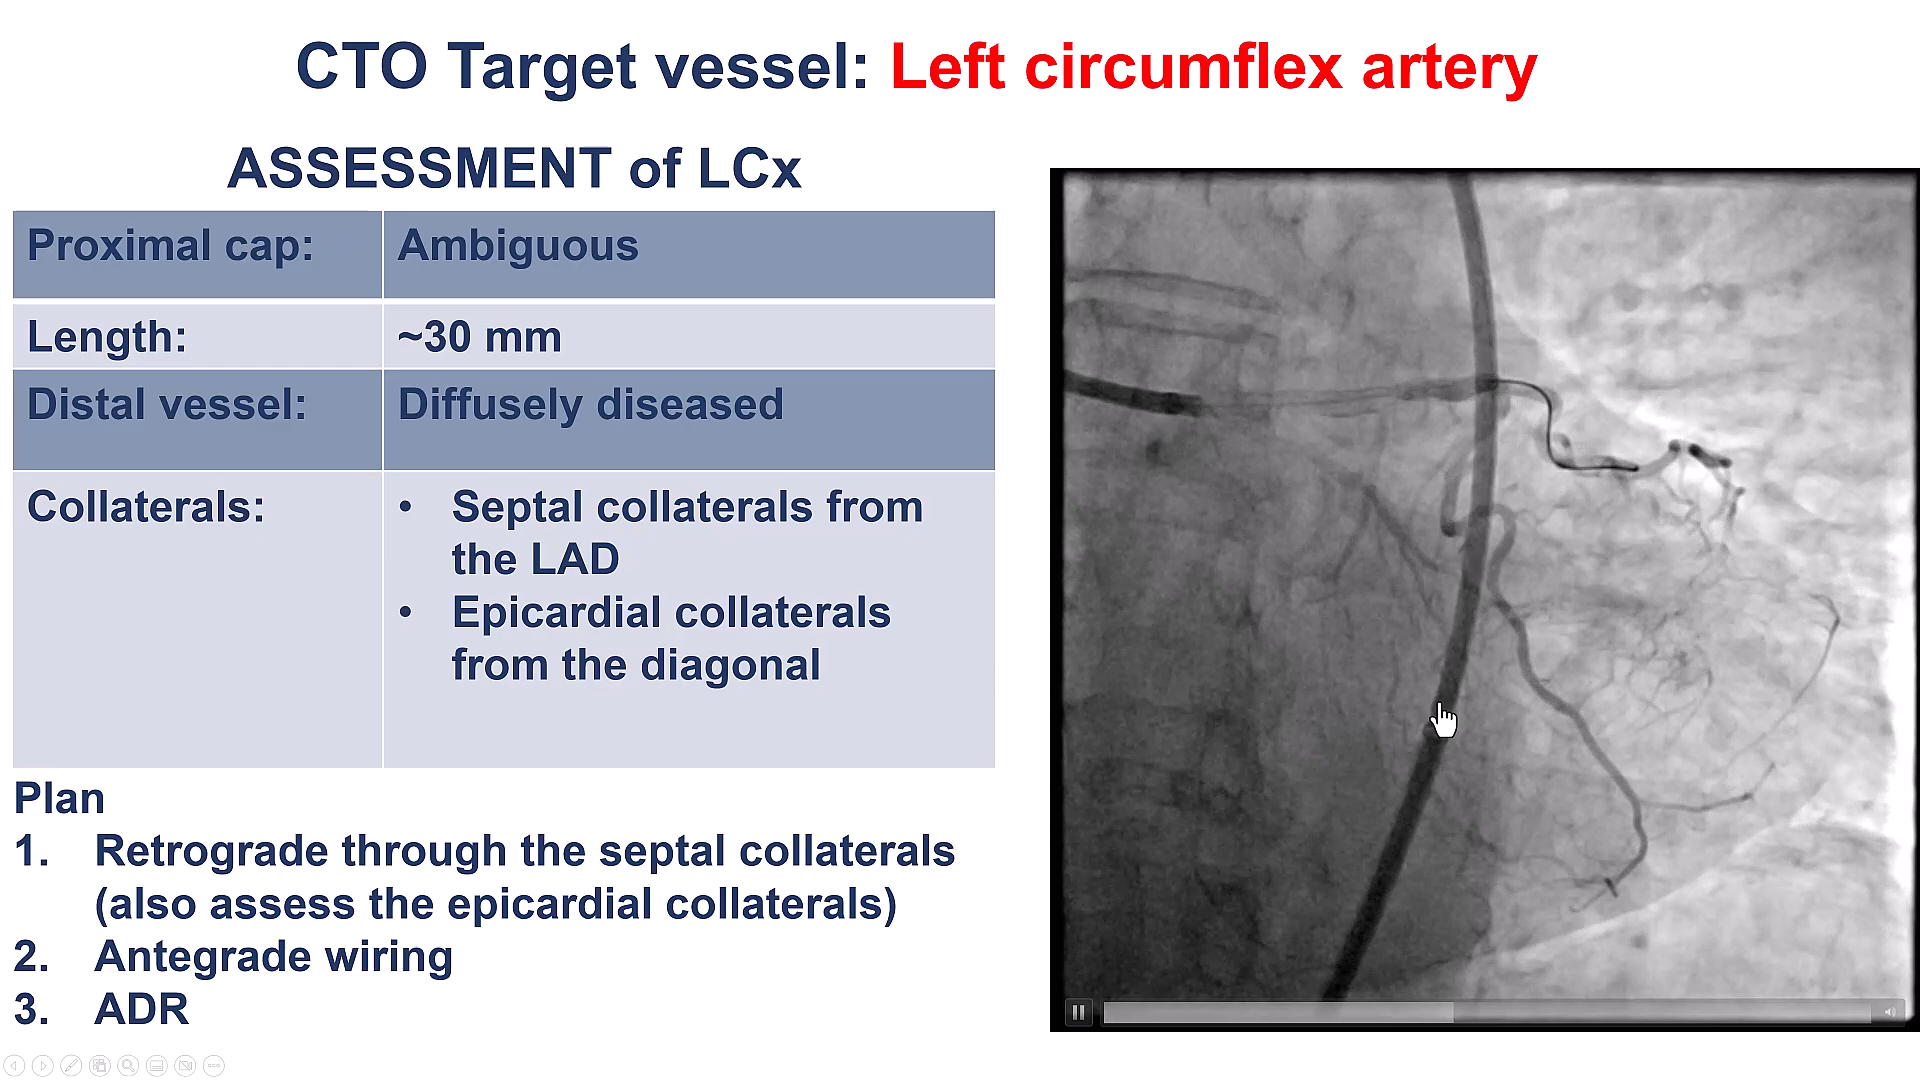 CTO Target vessel: Left circumflex artery
ASSESSMENT of LCx
Proximal cap: Ambiguous
Length: ~30 mm
Distal vessel: Diffusely diseased
Collaterals: • Septal collaterals from
the LAD
• Epicardial collaterals
from the diagonal
Plan
1. Retrograde through the septal collaterals
(also assess the epicardial collaterals)
2. Antegrade wiring
3. ADR